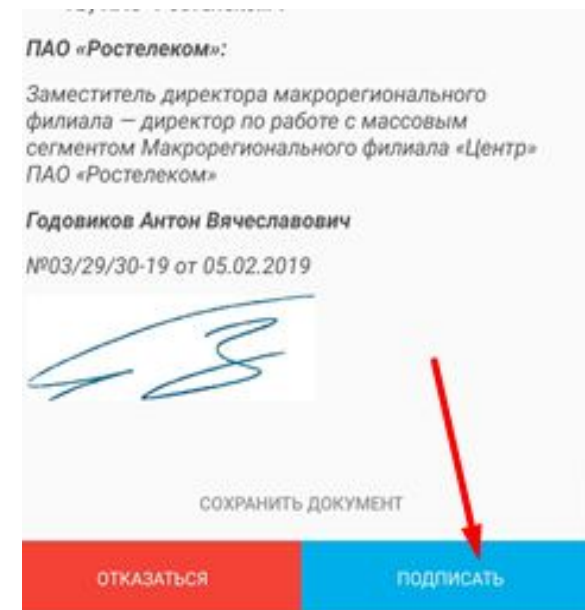 ПАО «Ростелеком»:
Заместитель директора макрорегионального
филиала — директор по работе с массовым
сегментом Макрорегионального филиала «Центр»
ПАО «Ростелеком»
Годовиков Антон Вячеславович
№03/29/30-19 от 05.02.2019
СОХРАНИТЬ ДОКУМЕНТ
ОТКАЗАТЬСЯ
ПОДПИСАТЬ